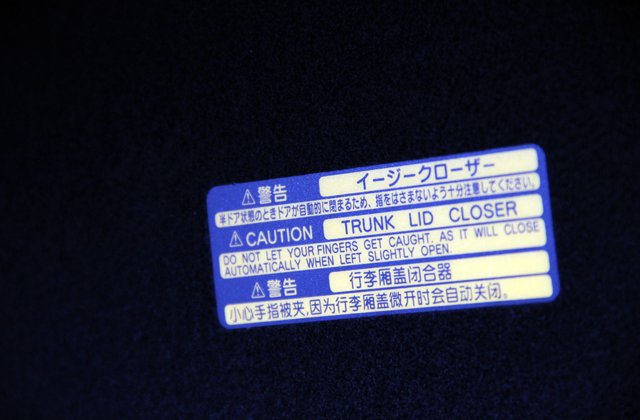 ⚠警告 イージークローザー
半ドア状態のときドアが自動的に閉まるため、指をはさまないよう十分注意してください。
⚠CAUTION TRUNK LID CLOSER
DO NOT LET YOUR FINGERS GET CAUGHT. AS IT WILL CLOSE
AUTOMATICALLY WHEN LEFT SLIGHTLY OPEN.
⚠警告 行李厢盖闭合器
小心手指被夹,因为行李厢盖微开时会自动关闭。